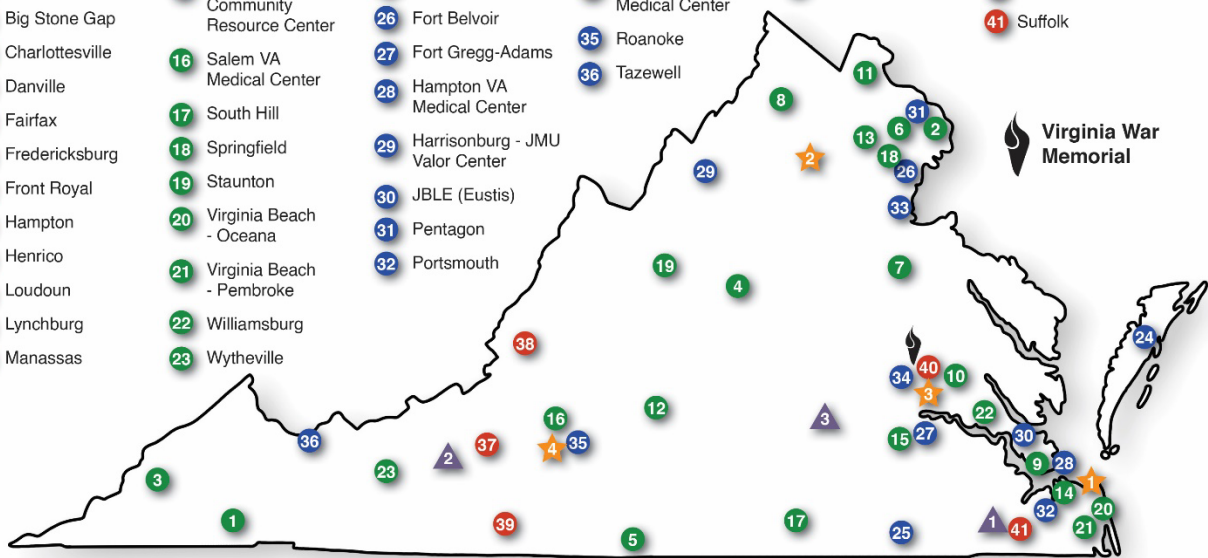 Big Stone Gap
Charlottesville
Danville
Fairfax
Fredericksburg
Front Royal
Hampton
Henrico
Loudoun
Lynchburg
Manassas
Community
Resource Center
16 Salem VA
Medical Center
17 South Hill
18 Springfield
19 Staunton
20 Virginia Beach
- Oceana
21 Virginia Beach
- Pembroke
22 Williamsburg
23 Wytheville
26 Fort Belvoir
27 Fort Gregg-Adams
28 Hampton VA
Medical Center
29 Harrisonburg - JMU
Valor Center
30 JBLE (Eustis)
31 Pentagon
32 Portsmouth
Medical Center
35 Roanoke
36 Tazewell
41 Suffolk
Virginia War
Memorial
11
8
31
6
2
13
18
2
26
29
33
19
7
4
24
38
40
34
10
3
12
22
16
3
36
37
4
35
15
27
30
2
23
9
28
3
1
14
20
32
1
39
17
1
41
21
25
5